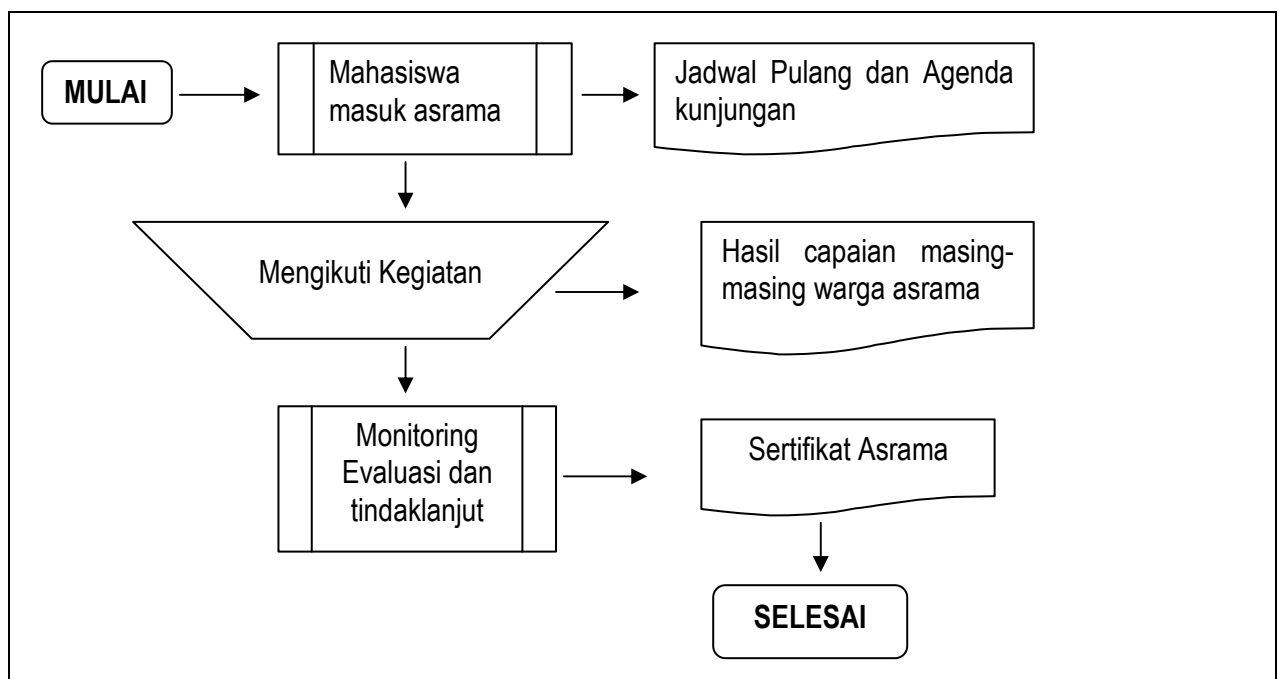 MULAI
Mahasiswa
masuk asrama
Jadwal Pulang dan Agenda
kunjungan
Mengikuti Kegiatan
Hasil capaian masing-
masing warga asrama
Monitoring
Evaluasi dan
tindaklanjut
Sertifikat Asrama
SELESAI